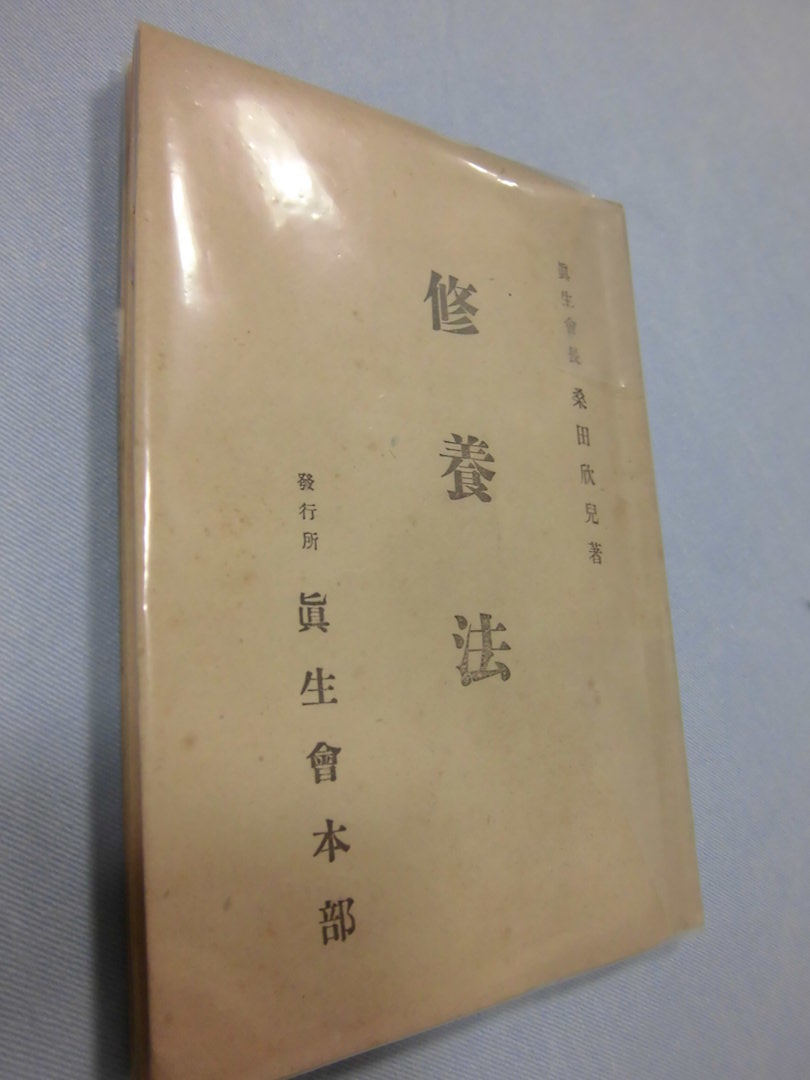 眞生會長 桑田欣兒著
修養法
發行所 眞生會本部